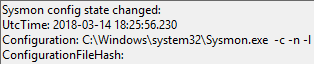 Sysmon config state changed:
UtcTime: 2018-03-14 18:25:56.230
Configuration: C:\Windows\system32\Sysmon.exe -c -n -l
ConfigurationFileHash: